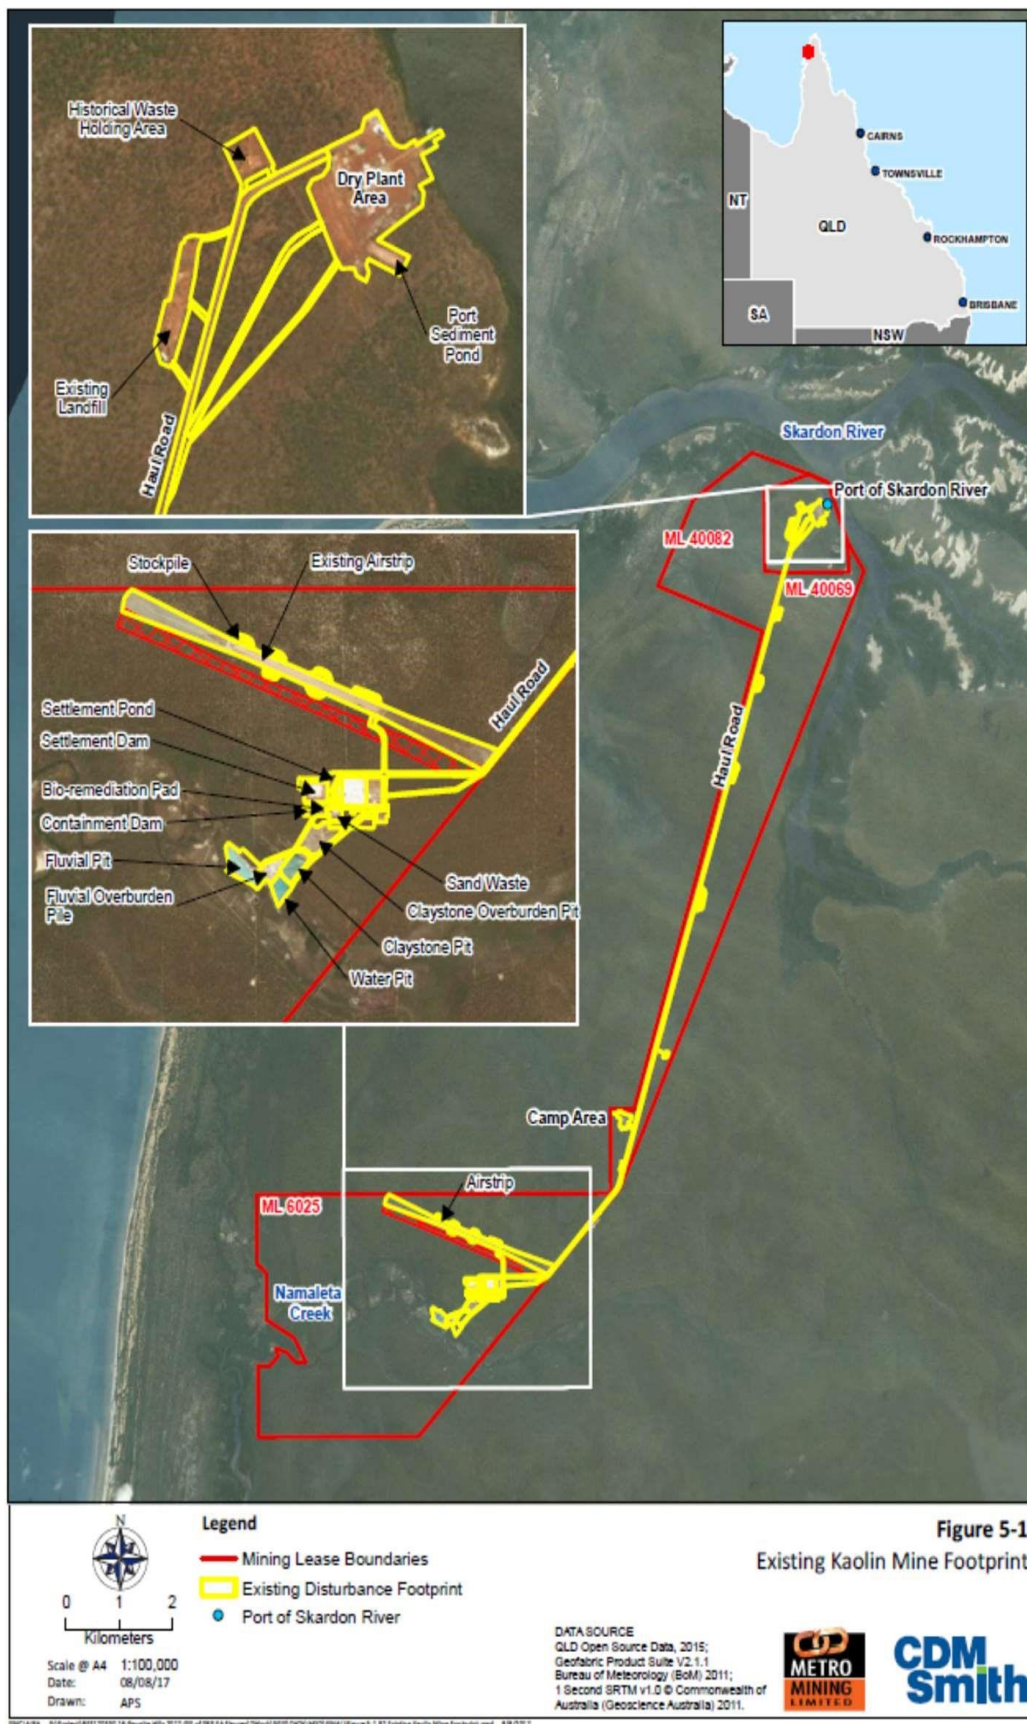 Historical Waste
Holding Area
Dry Plant
Area
Port
Sediment
Pond
Existing
Landfill
Haul Road
CAIRNS
TOWNSVILLE
NT
QLD
ROCKHAMPTON
BRISBANE
SA
NSW
Skardon River
Port of Skardon River
ML 40082
ML 40069
Haul Road
Stockpile
Existing Airstrip
Haul Road
Settlement Pond
Settlement Dam
Bio-remediation Pad
Containment Dam
Fluvial Pit
Fluvial Overburden
Pile
Sand Waste
Claystone Overburden Pit
Claystone Pit
Water Pit
Camp Area
Airstrip
ML 6025
Namaleta
Creek
N
0 1 2
Kilometers
Scale @ A4 1:100,000
Date: 08/08/17
Drawn: APS
Legend
Mining Lease Boundaries
Existing Disturbance Footprint
Port of Skardon River
Figure 5-1
Existing Kaolin Mine Footprint
DATA SOURCE
QLD Open Source Data, 2015;
Geofabric Product Suite V2.1.1
Bureau of Meteorology (BoM) 2011;
1 Second SRTM v1.0 © Commonwealth of
Australia (Geoscience Australia) 2011.
METRO
MINING
LIMITED
CDM
Smith